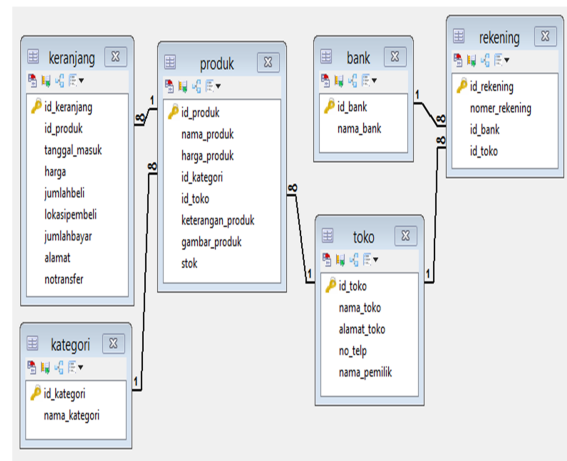 keranjang
id_keranjang
id_produk
tanggal_masuk
harga
jumlahbeli
lokasipembeli
jumlahbayar
alamat
notransfer
produk
id_produk
nama_produk
harga_produk
id_kategori
id_toko
keterangan_produk
gambar_produk
stok
bank
id_bank
nama_bank
rekening
id_rekening
nomer_rekening
id_bank
id_toko
toko
id_toko
nama_toko
alamat_toko
no_telp
nama_pemilik
kategori
id_kategori
nama_kategori
1
∞
1
∞
1
∞
1
∞
1
∞